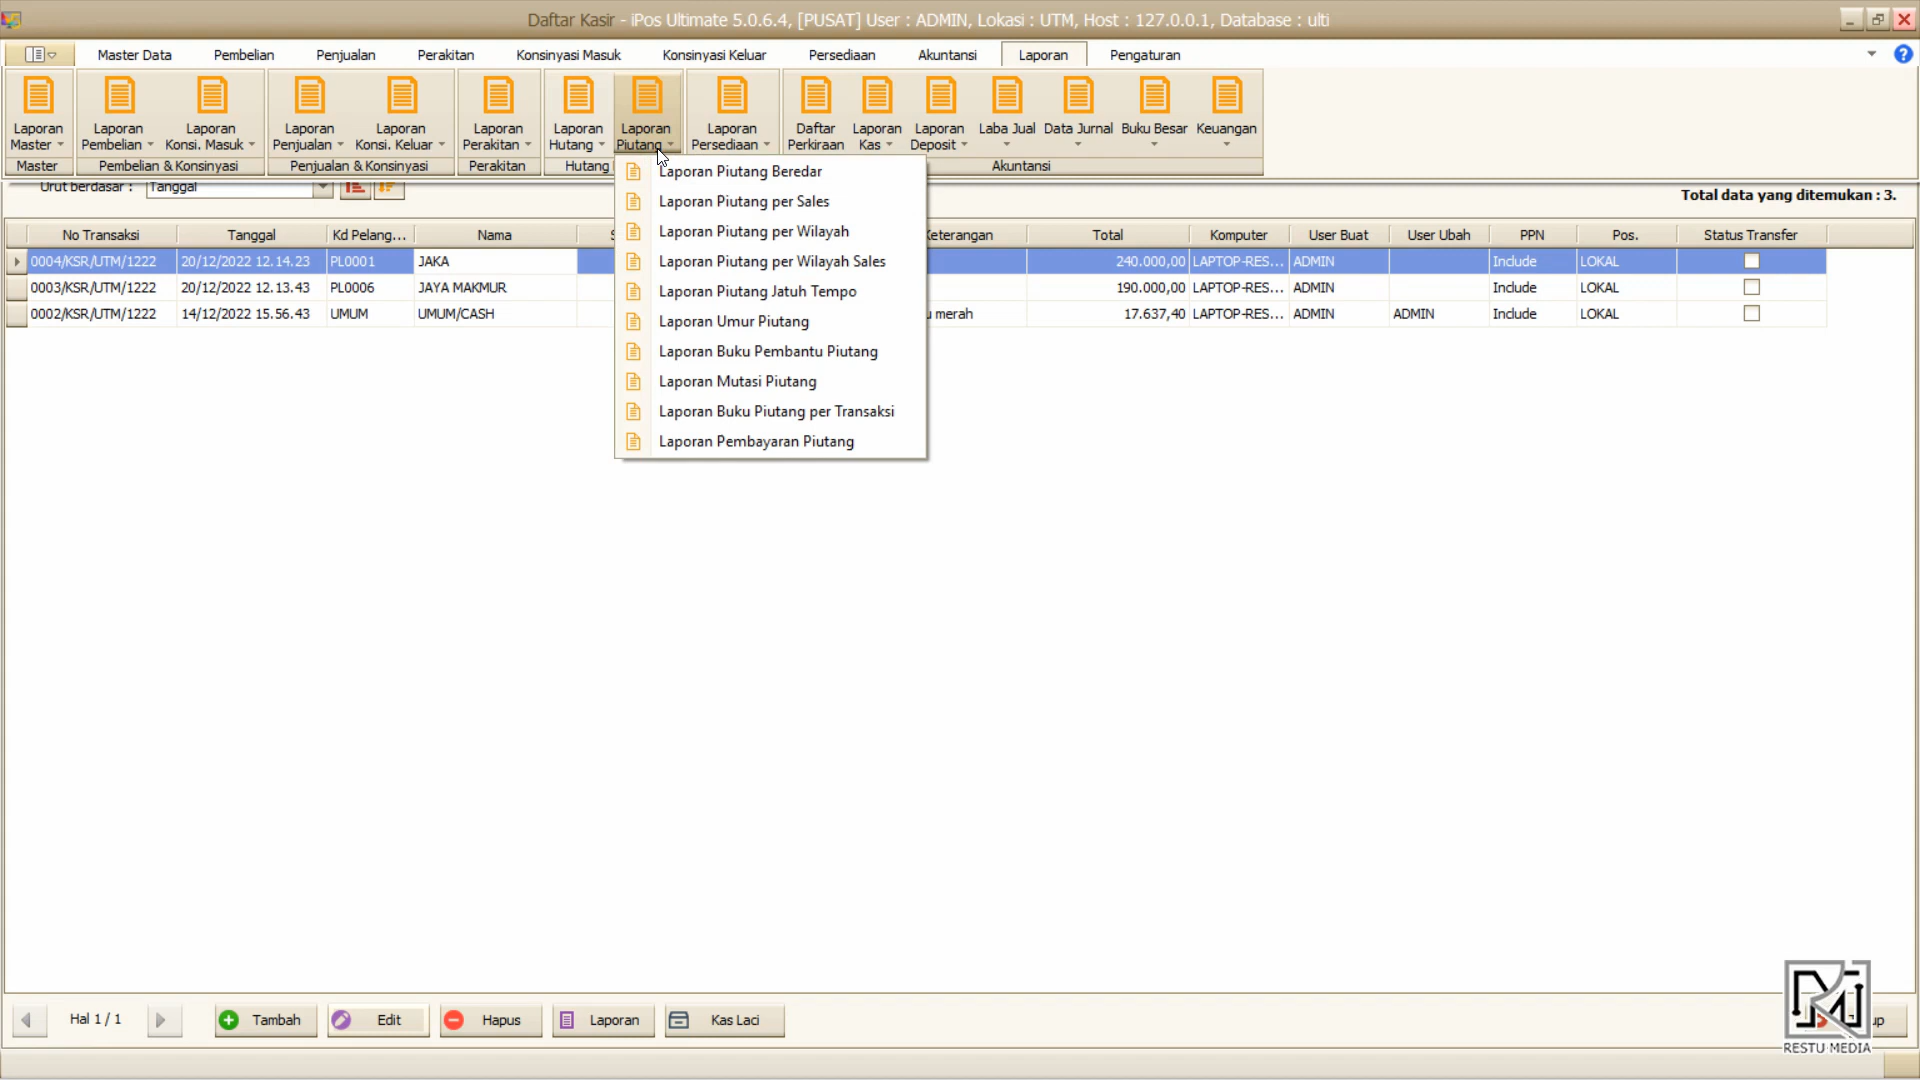 Daftar Kasir - iPos Ultimate 5.0.6.4, [PUSAT] User : ADMIN, Lokasi : UTM, Host : 127.0.0.1, Database : ulti
Master Data Pembelian Penjualan Perakitan Konsinyasi Masuk Konsinyasi Keluar Persediaan Akuntansi Laporan Pengaturan
Laporan Master
Laporan Pembelian
Laporan Konsi. Masuk
Laporan Penjualan
Laporan Konsi. Keluar
Laporan Perakitan
Laporan Hutang
Laporan Piutang
Laporan Persediaan
Daftar Perkiraan
Laporan Kas
Laporan Deposit
Laba Jual
Data Jurnal
Buku Besar
Keuangan
Master Pembelian & Konsinyasi Penjualan & Konsinyasi Perakitan Hutang Akuntansi
Laporan Piutang Beredar
Laporan Piutang per Sales
Laporan Piutang per Wilayah
Laporan Piutang per Wilayah Sales
Laporan Piutang Jatuh Tempo
Laporan Umur Piutang
Laporan Buku Pembantu Piutang
Laporan Mutasi Piutang
Laporan Buku Piutang per Transaksi
Laporan Pembayaran Piutang
Urut berdasar : Tanggal
Total data yang ditemukan : 3.
No Transaksi Tanggal Kd Pelang... Nama Keterangan Total Komputer User Buat User Ubah PPN Pos. Status Transfer
0004/KSR/UTM/1222 20/12/2022 12.14.23 PL0001 JAKA 240.000,00 LAPTOP-RES... ADMIN Include LOKAL
0003/KSR/UTM/1222 20/12/2022 12.13.43 PL0006 JAYA MAKMUR 190.000,00 LAPTOP-RES... ADMIN Include LOKAL
0002/KSR/UTM/1222 14/12/2022 15.56.43 UMUM UMUM/CASH merah 17.637,40 LAPTOP-RES... ADMIN ADMIN Include LOKAL
Hal 1 / 1 Tambah Edit Hapus Laporan Kas Laci
RESTU MEDIA